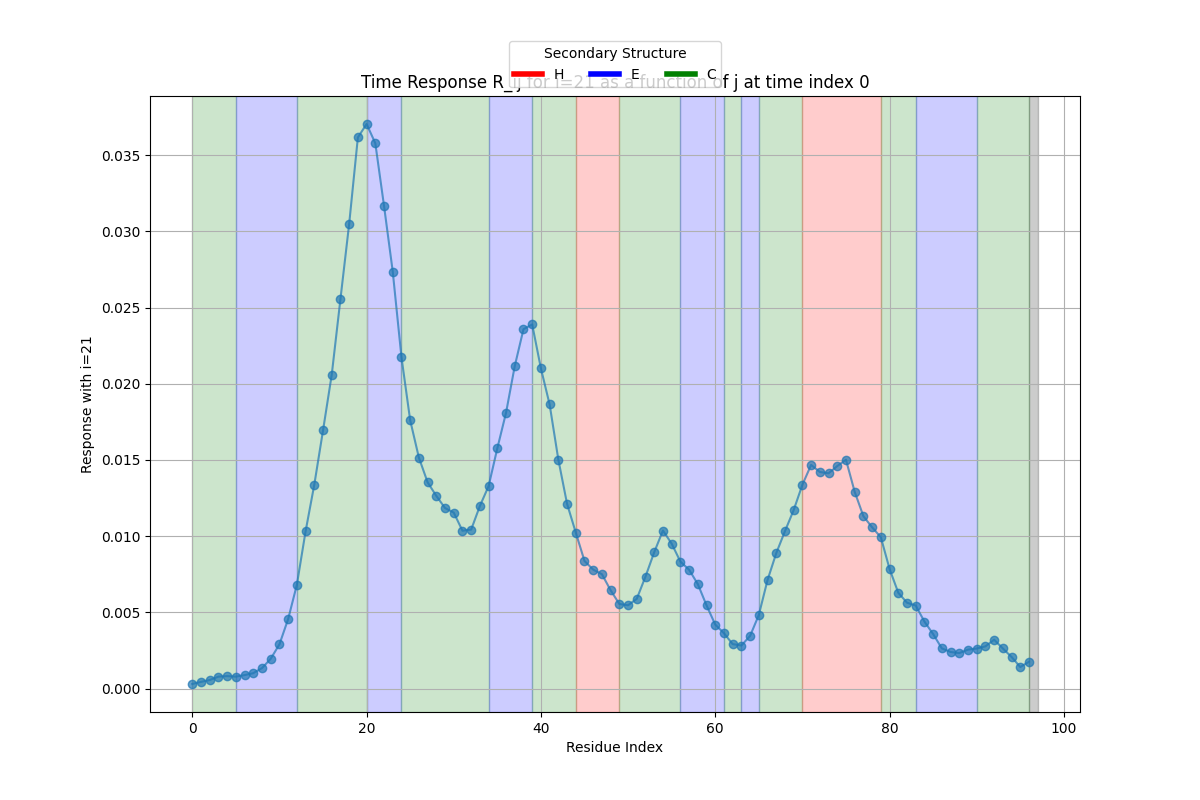 Secondary Structure
H E C
Time Response R_ij for i=21 as a function of j at time index 0
Response with i=21
0.035
0.030
0.025
0.020
0.015
0.010
0.005
0.000
0 20 40 60 80 100
Residue Index